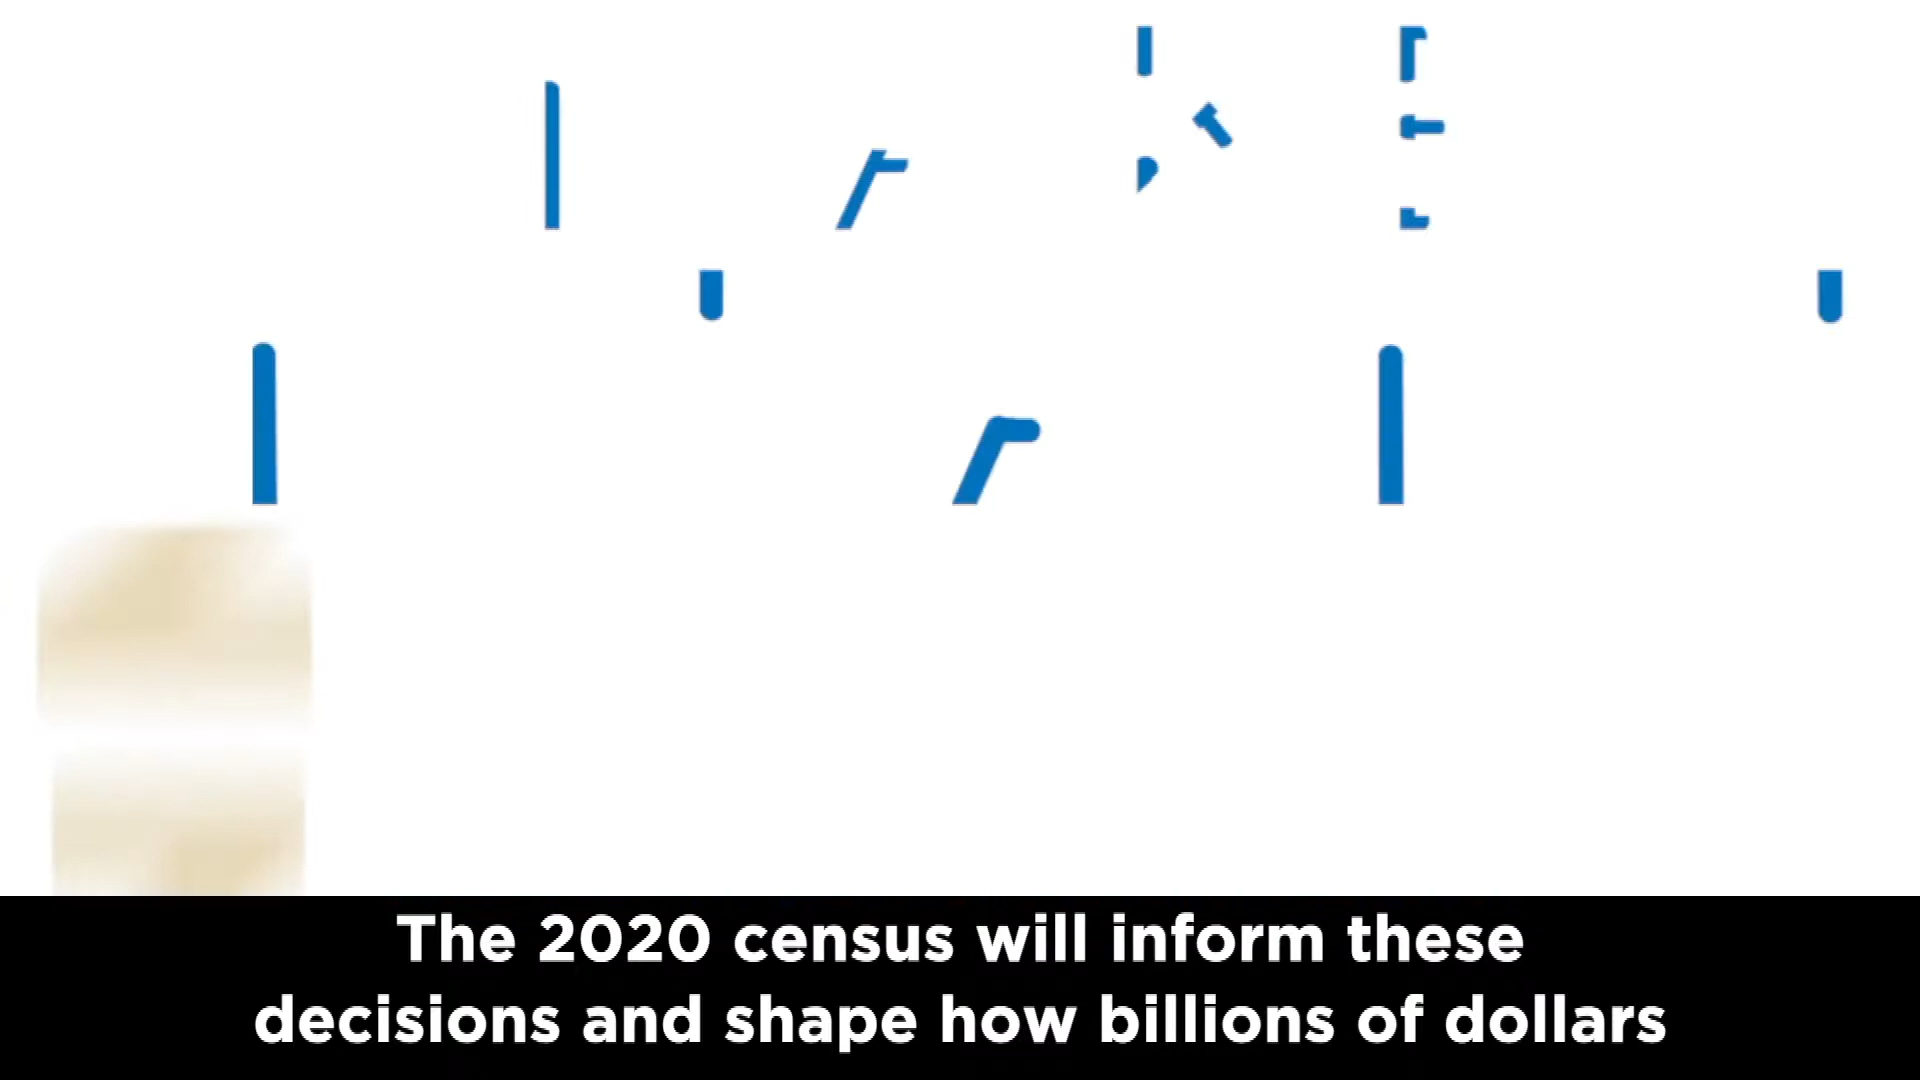 The 2020 census will inform these
decisions and shape how billions of dollars